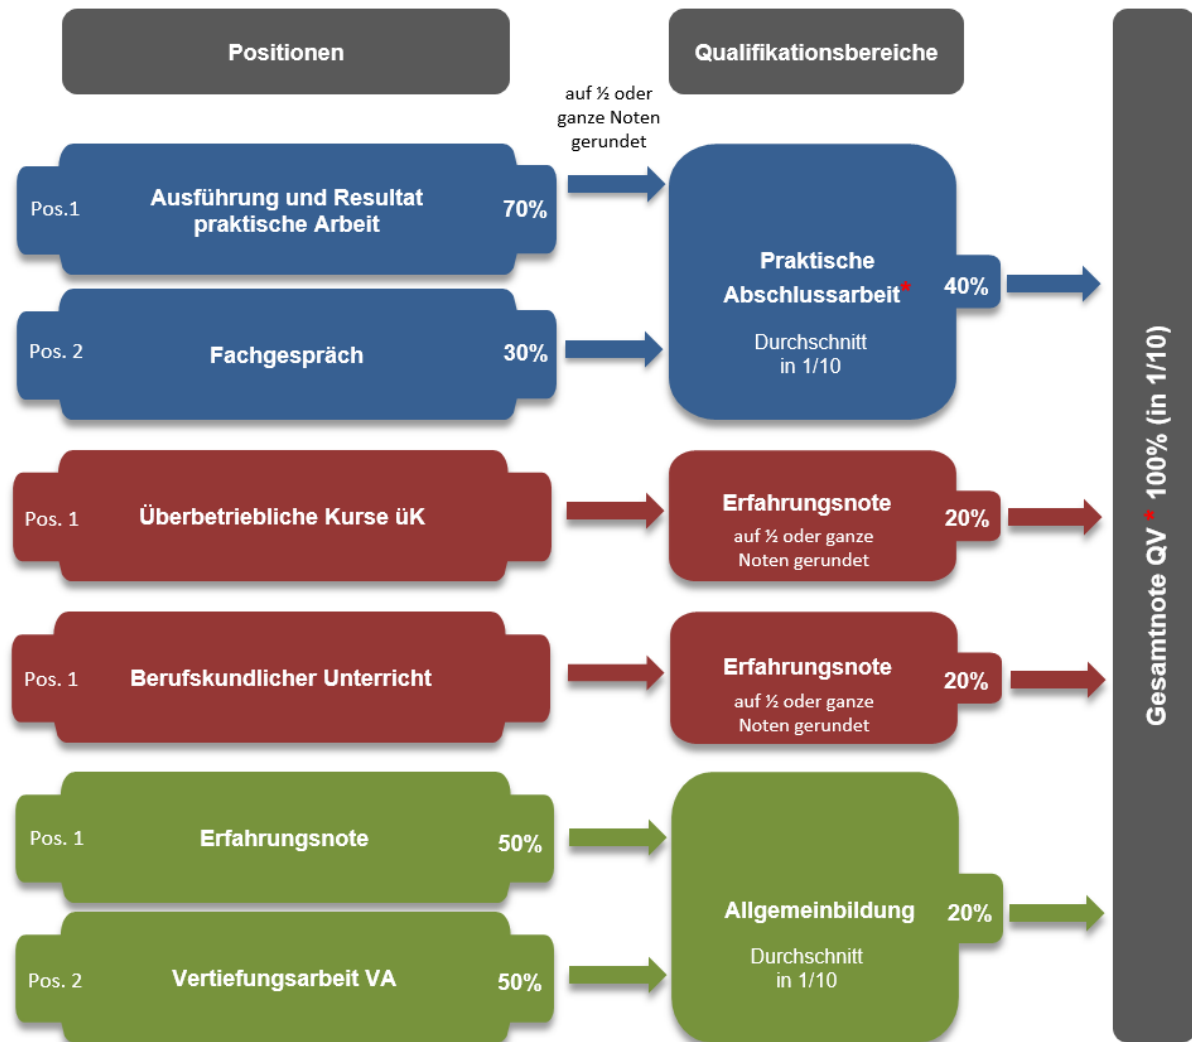 Positionen
Qualifikationsbereiche
auf ½ oder
ganze Noten
gerundet
Pos.1
Ausführung und Resultat
praktische Arbeit
70%
Pos. 2
Fachgespräch
30%
Praktische
Abschlussarbeit*
Durchschnitt
in 1/10
40%
Pos. 1
Überbetriebliche Kurse üK
Erfahrungsnote
auf ½ oder ganze
Noten gerundet
20%
Pos. 1
Berufskundlicher Unterricht
Erfahrungsnote
auf ½ oder ganze
Noten gerundet
20%
Pos. 1
Erfahrungsnote
50%
Pos. 2
Vertiefungsarbeit VA
50%
Allgemeinbildung
Durchschnitt
in 1/10
20%
Gesamtnote QV * 100% (in 1/10)